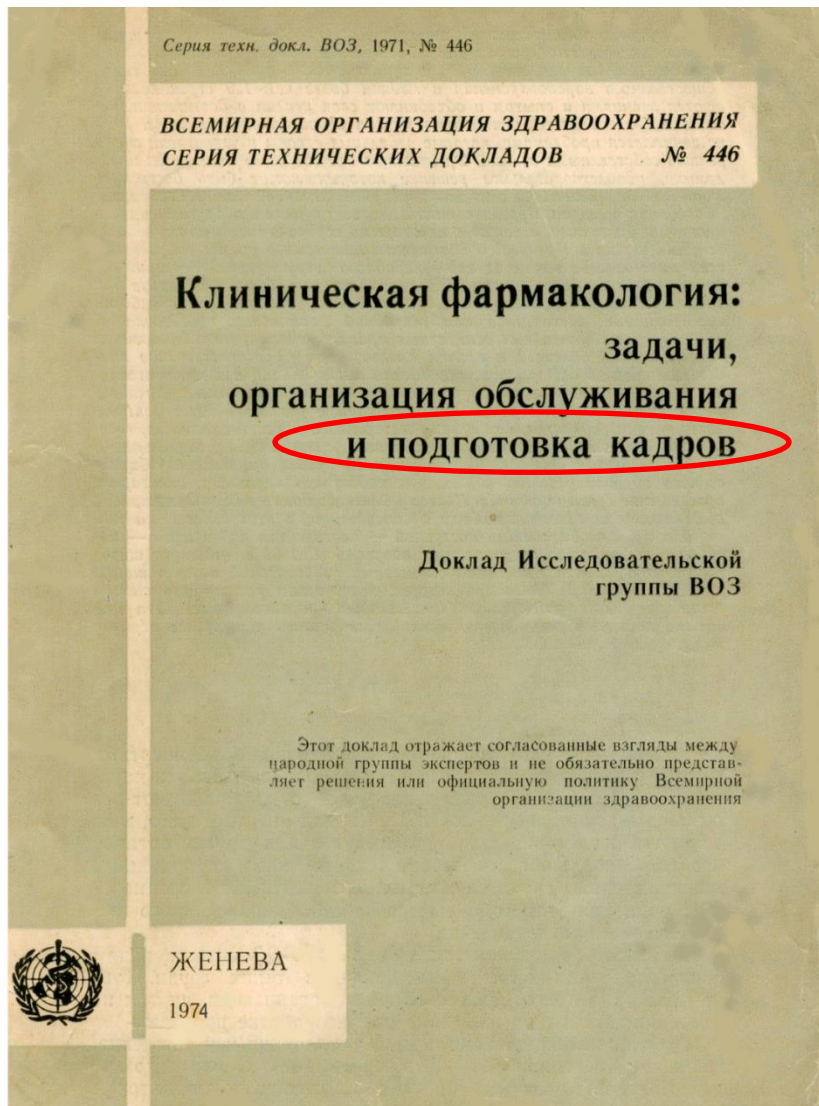 Серия техн. докл. ВОЗ, 1971, № 446
ВСЕМИРНАЯ ОРГАНИЗАЦИЯ ЗДРАВООХРАНЕНИЯ
СЕРИЯ ТЕХНИЧЕСКИХ ДОКЛАДОВ № 446
Клиническая фармакология:
задачи,
организация обслуживания
и подготовка кадров
Доклад Исследовательской
группы ВОЗ
Этот доклад отражает согласованные взгляды между
народной группы экспертов и не обязательно представ-
ляет решения или официальную политику Всемирной
организации здравоохранения
ЖЕНЕВА
1974